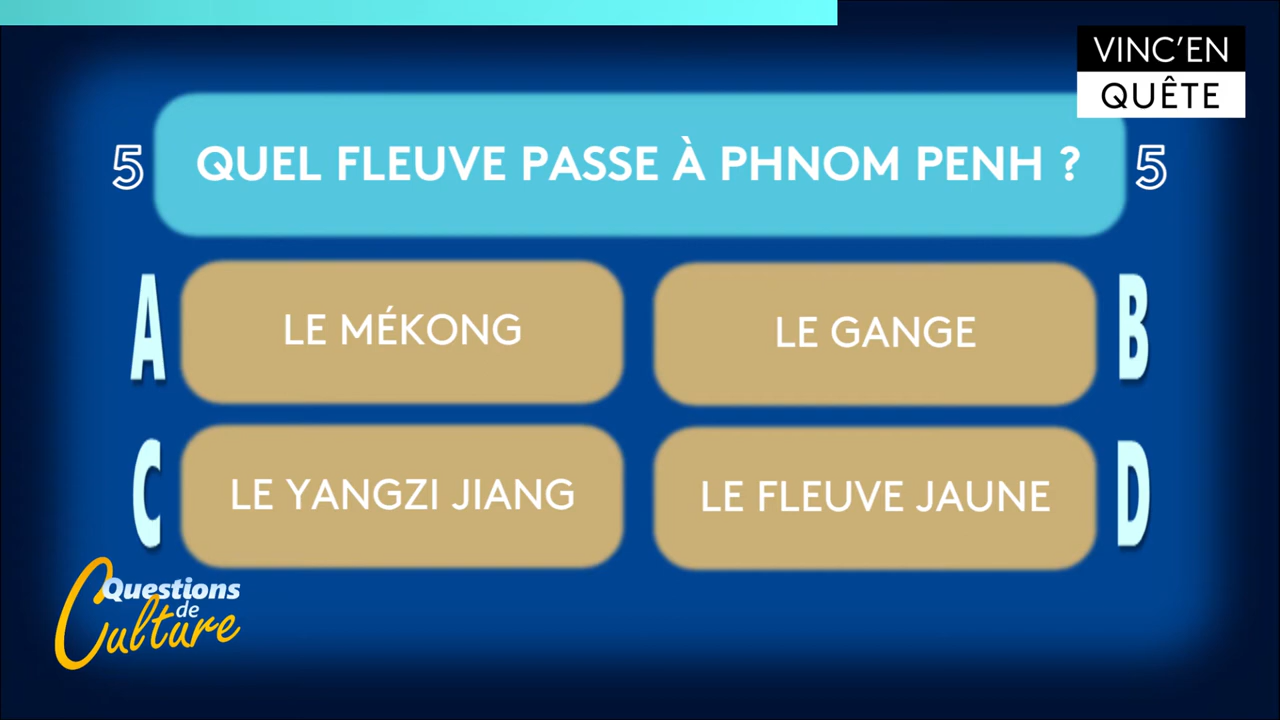 VINC'EN
QUÊTE
5
QUEL FLEUVE PASSE À PHNOM PENH ?
5
A
LE MÉKONG
LE GANGE
B
C
LE YANGZI JIANG
LE FLEUVE JAUNE
D
Questions
de
Culture